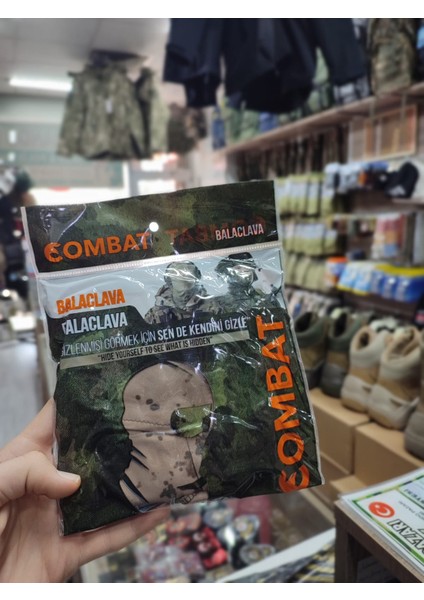 COMBAT
BALACLAVA
BALACLAVA
TALACLAVA
GİZLENMİŞİ GÖRMEK İÇİN SEN DE KENDİNİ GİZLE"
"HIDE YOURSELF TO SEE WHAT IS HIDDEN"
COMBAT